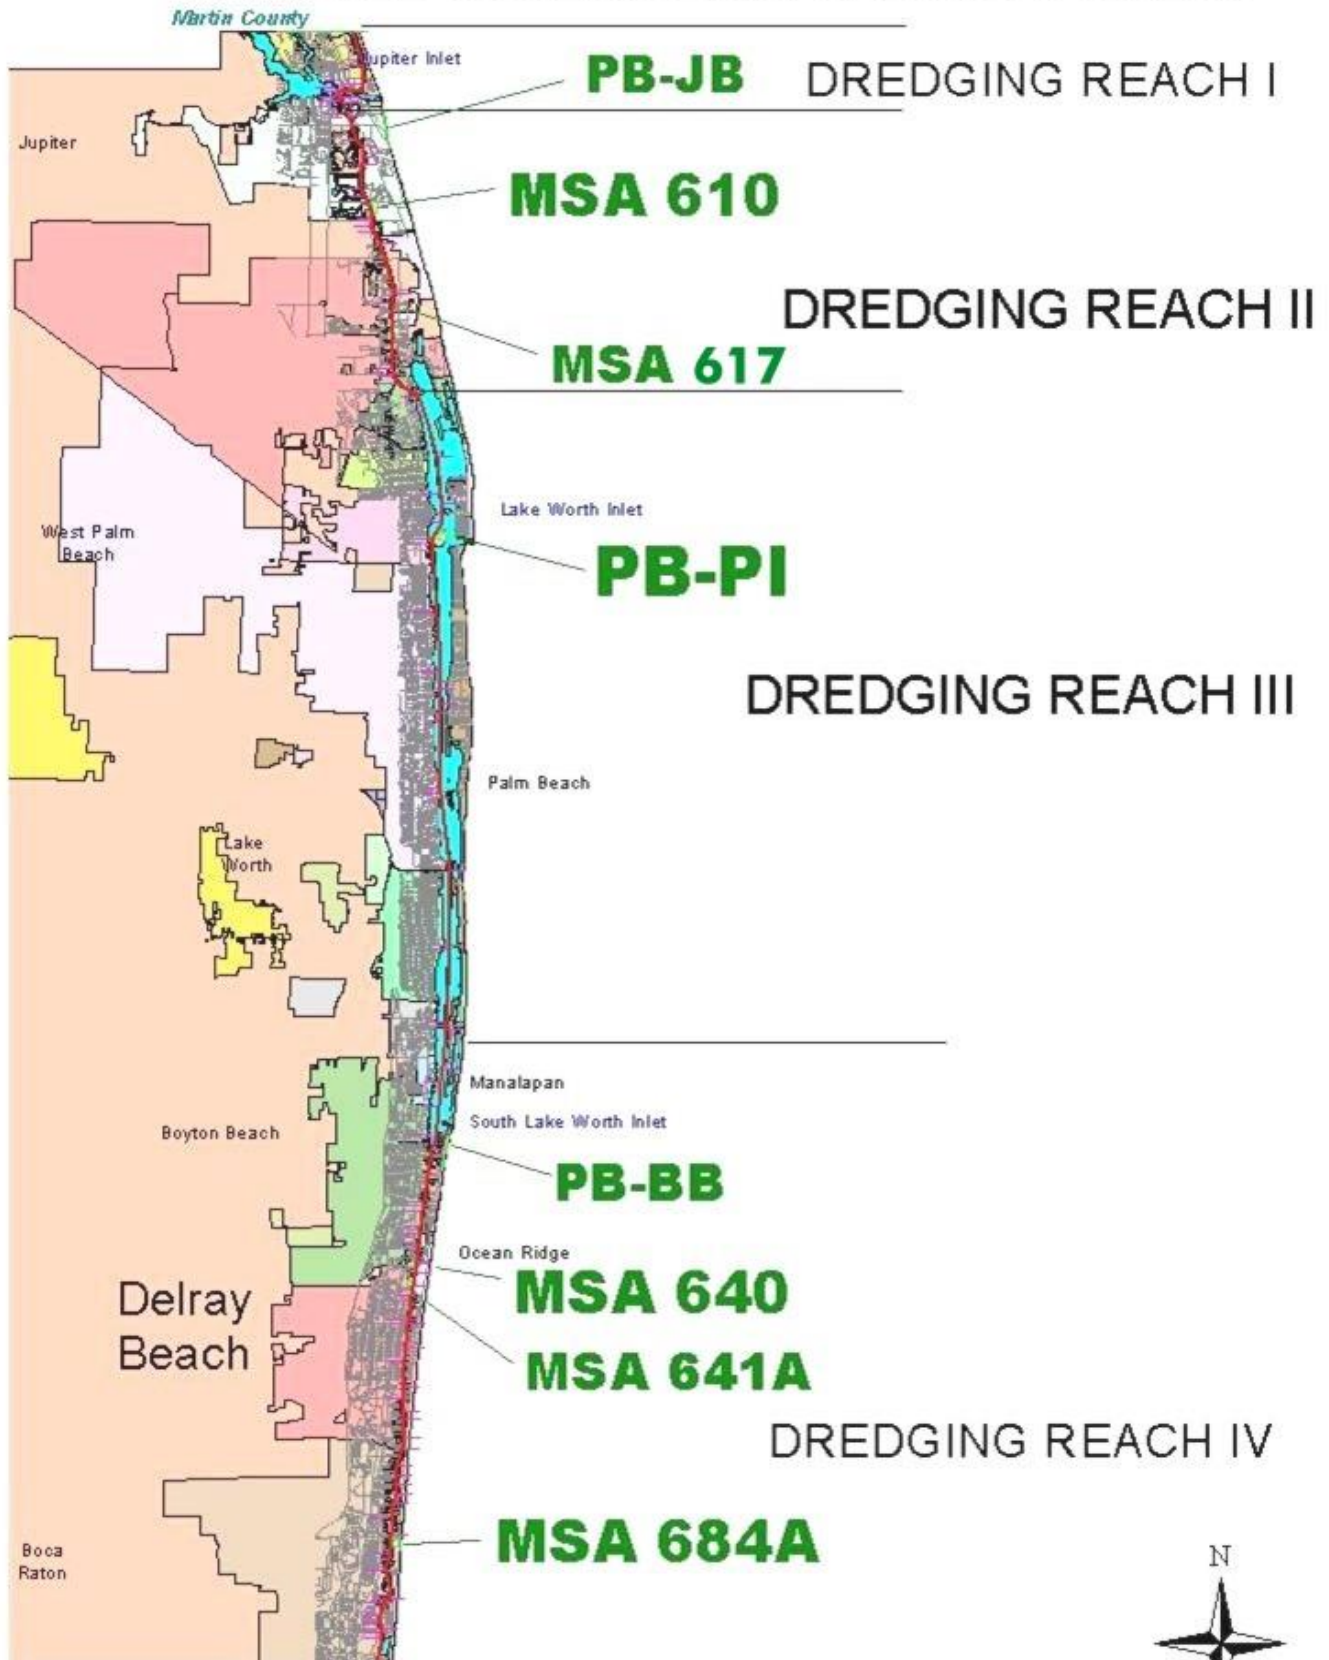 Martin County
Jupiter Inlet
PB-JB
DREDGING REACH I
Jupiter
MSA 610
DREDGING REACH II
MSA 617
Lake Worth Inlet
West Palm
Beach
PB-PI
DREDGING REACH III
Palm Beach
Lake
Worth
Manalapan
South Lake Worth Inlet
Boyton Beach
PB-BB
Ocean Ridge
MSA 640
Delray
Beach
MSA 641A
DREDGING REACH IV
MSA 684A
Boca
Raton
N